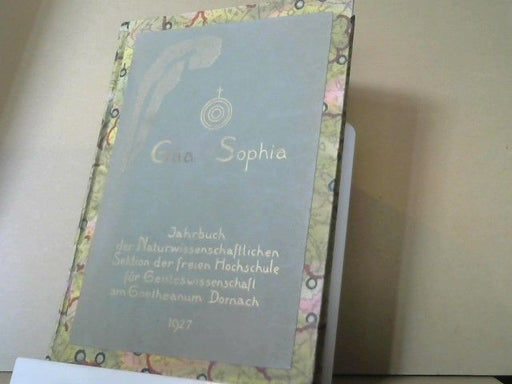 Gäa Sophia
Jahrbuch
der Naturwissenschaftlichen
Sektion der freien Hochschule
für Geisteswissenschaft
am Goetheanum Dornach
1927